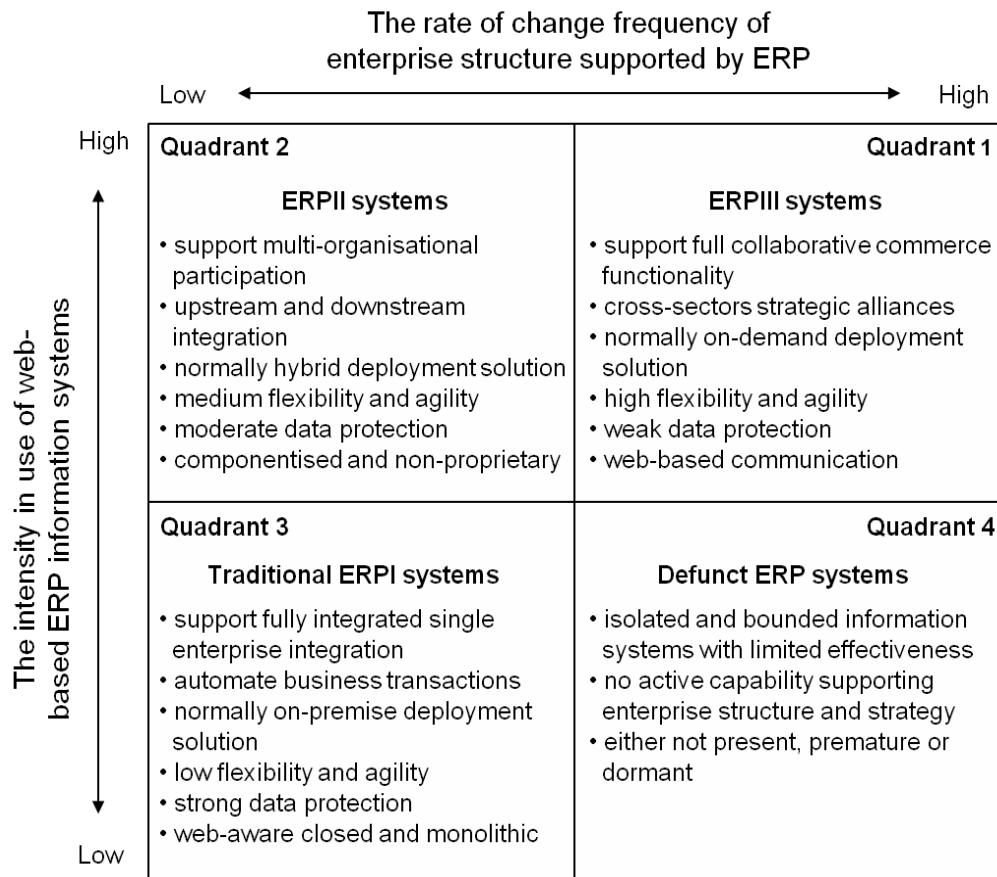 The rate of change frequency of
enterprise structure supported by ERP
Low
High
High
Low
The intensity in use of web-
based ERP information systems
Quadrant 2
ERPII systems
• support multi-organisational
participation
• upstream and downstream
integration
• normally hybrid deployment solution
• medium flexibility and agility
• moderate data protection
• componentised and non-proprietary
Quadrant 1
ERPIII systems
• support full collaborative commerce
functionality
• cross-sectors strategic alliances
• normally on-demand deployment
solution
• high flexibility and agility
• weak data protection
• web-based communication
Quadrant 3
Traditional ERPI systems
• support fully integrated single
enterprise integration
• automate business transactions
• normally on-premise deployment
solution
• low flexibility and agility
• strong data protection
• web-aware closed and monolithic
Quadrant 4
Defunct ERP systems
• isolated and bounded information
systems with limited effectiveness
• no active capability supporting
enterprise structure and strategy
• either not present, premature or
dormant